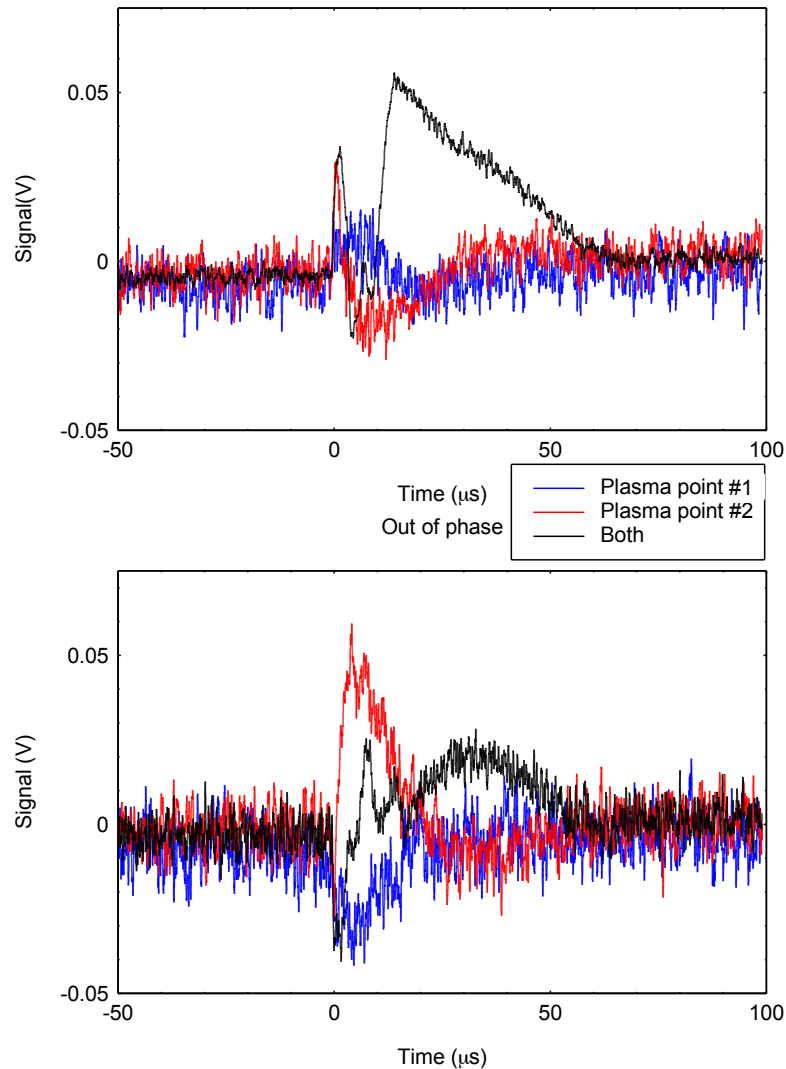 0.05
Signal(V)
0
-0.05
-50
0
50
100
Time (μs)
Out of phase
Plasma point #1
Plasma point #2
Both
0.05
Signal (V)
0
-0.05
-50
0
50
100
Time (μs)